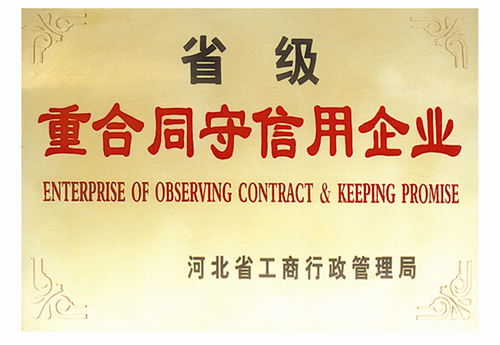 省级
重合同守信用企业
ENTERPRISE OF OBSERVING CONTRACT & KEEPING PROMISE
河北省工商行政管理局